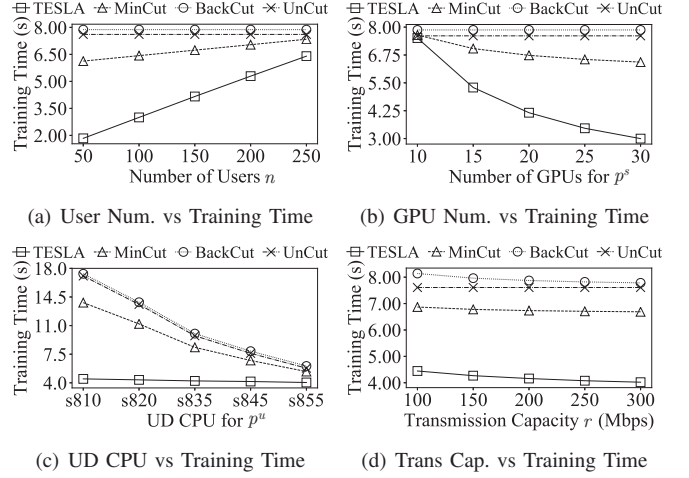 TESLA MinCut BackCut UnCut
Training Time (s)
8.00
6.50
5.00
3.50
2.00
50 100 150 200 250
Number of Users n
(a) User Num. vs Training Time
TESLA MinCut BackCut UnCut
Training Time (s)
8.00
6.75
5.50
4.25
3.00
10 15 20 25 30
Number of GPUs for p^s
(b) GPU Num. vs Training Time
TESLA MinCut BackCut UnCut
Training Time (s)
18.0
14.5
11.0
7.5
4.0
s810 s820 s835 s845 s855
UD CPU for p^u
(c) UD CPU vs Training Time
TESLA MinCut BackCut UnCut
Training Time (s)
8.00
7.00
6.00
5.00
4.00
100 150 200 250 300
Transmission Capacity r (Mbps)
(d) Trans Cap. vs Training Time